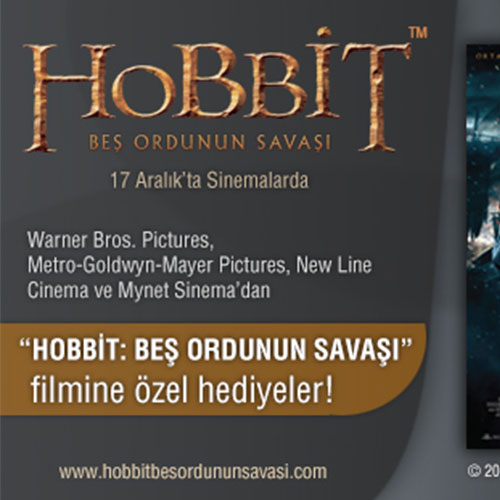 HOBBİT™
BEŞ ORDUNUN SAVAŞI
17 Aralık'ta Sinemalarda
Warner Bros. Pictures,
Metro-Goldwyn-Mayer Pictures, New Line
Cinema ve Mynet Sinema'dan
“HOBBİT: BEŞ ORDUNUN SAVAŞI”
filmine özel hediyeler!
www.hobbitbesordununsavasi.com
© 20